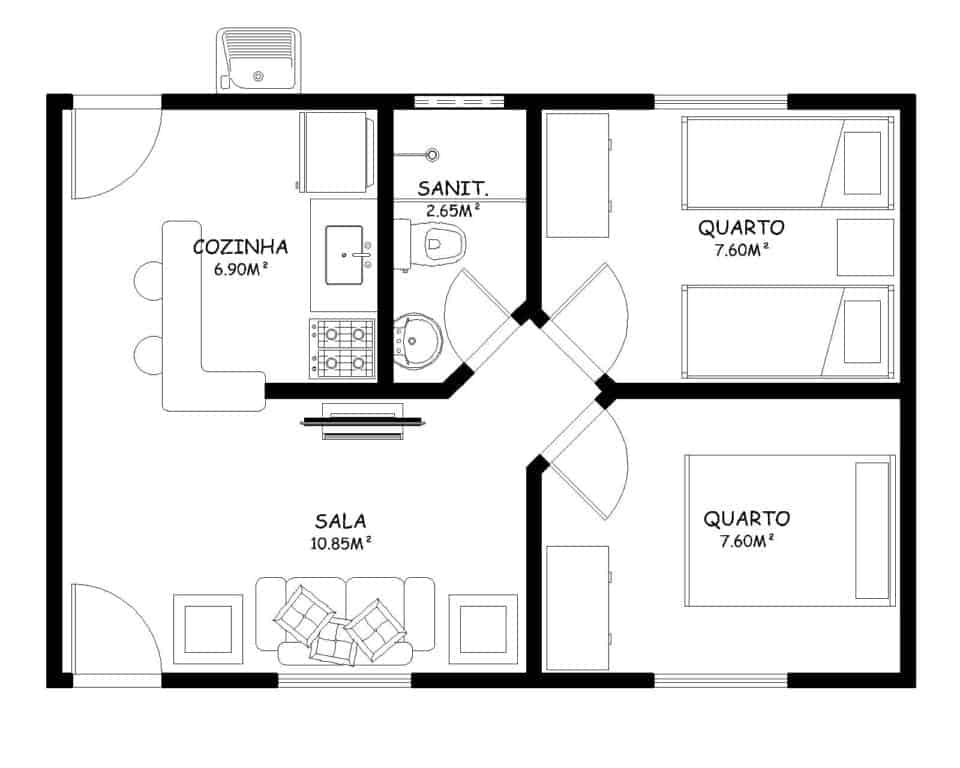 SANIT.
2.65M²
COZINHA
6.90M²
QUARTO
7.60M²
SALA
10.85M²
QUARTO
7.60M²